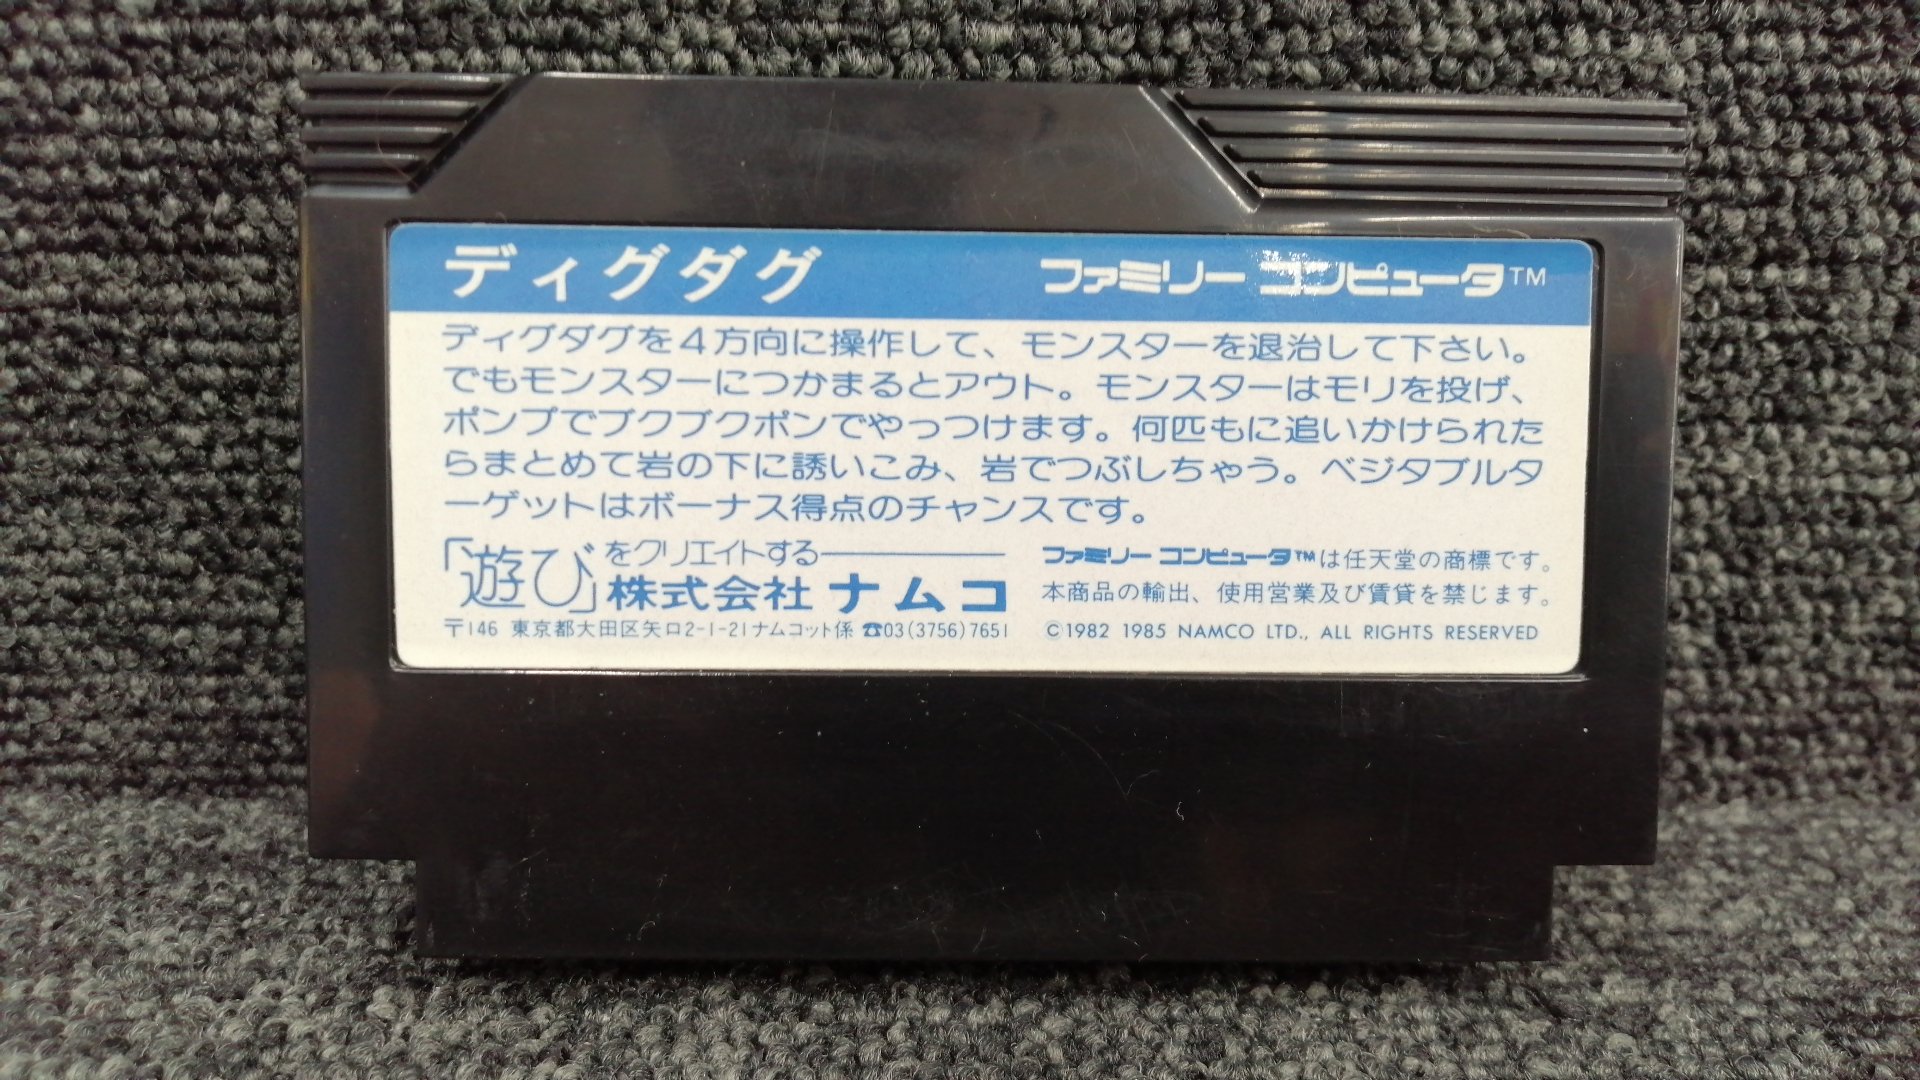 ディグダグ ファミリー コンピュータ™
ディグダグを4方向に操作して、モンスターを退治して下さい。
でもモンスターにつかまるとアウト。モンスターはモリを投げ、
ポンプでブクブクポンでやっつけます。何匹もに追いかけられた
らまとめて岩の下に誘いこみ、岩でつぶしちゃう。ベジタブルタ
ーゲットはボーナス得点のチャンスです。
「遊び」をクリエイトする──
株式会社ナムコ
〒146 東京都大田区矢口2-1-21ナムコット係 ☎03(3756)7651
ファミリー コンピュータ™は任天堂の商標です。
本商品の輸出、使用営業及び賃貸を禁じます。
©1982 1985 NAMCO LTD., ALL RIGHTS RESERVED